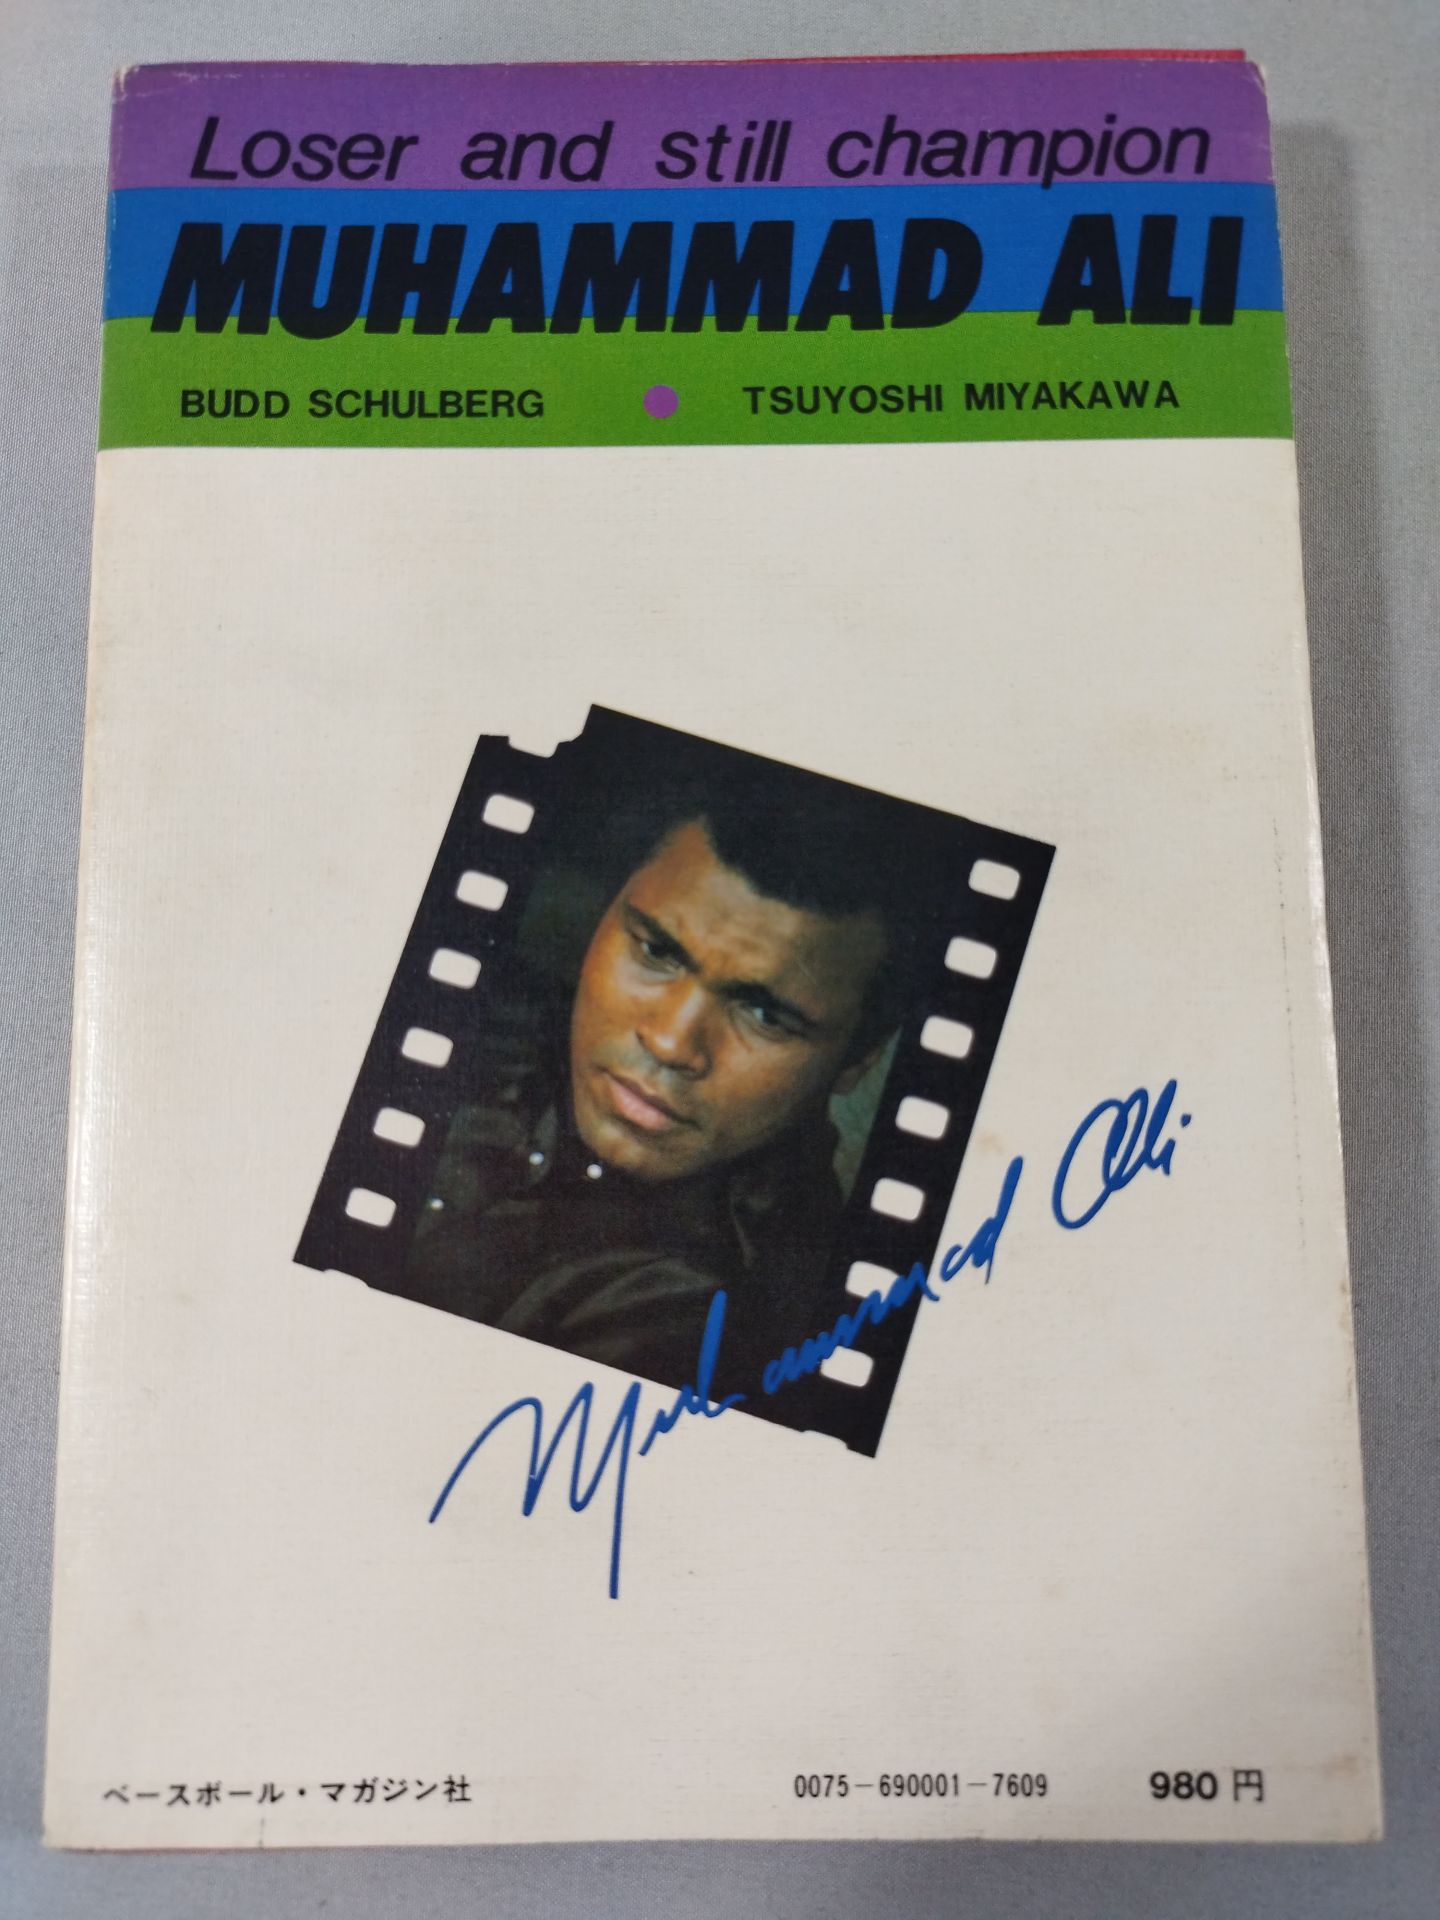 Loser and still champion
MUHAMMAD ALI
BUDD SCHULBERG ● TSUYOSHI MIYAKAWA
Muhammad Ali
ベースボール・マガジン社 0075-690001-7609 980円